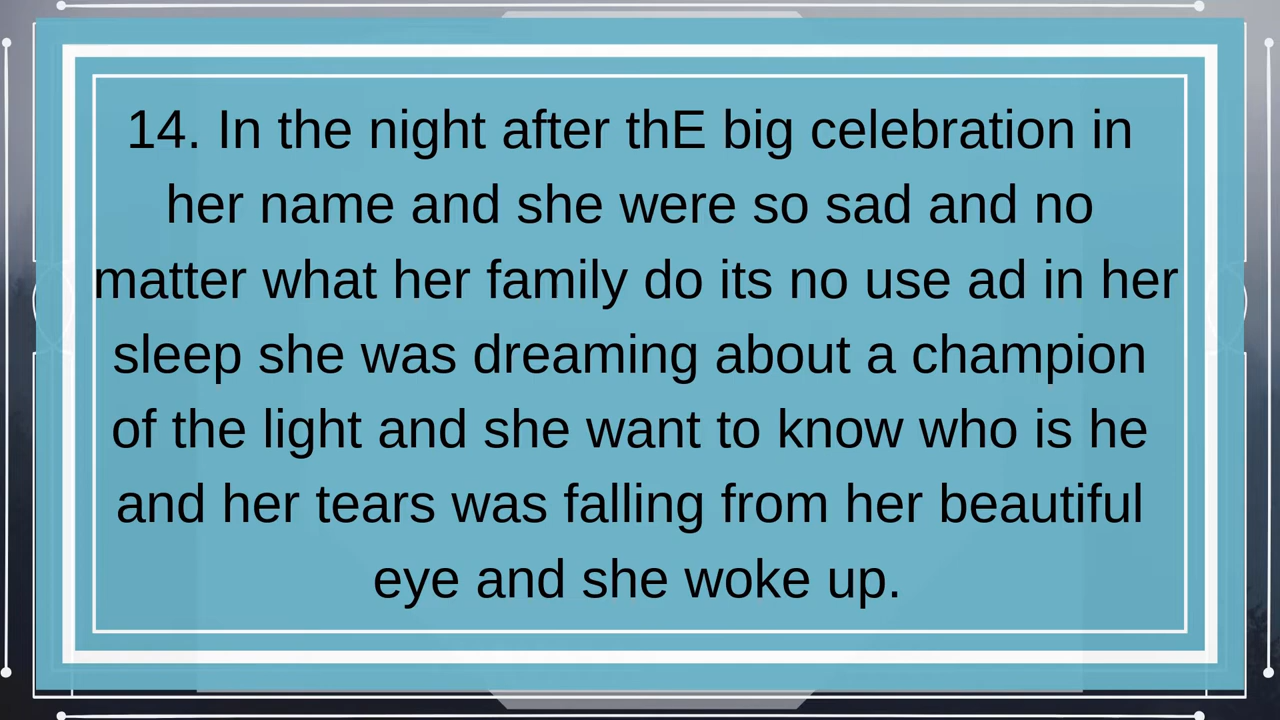 14. In the night after thE big celebration in
her name and she were so sad and no
matter what her family do its no use ad in her
sleep she was dreaming about a champion
of the light and she want to know who is he
and her tears was falling from her beautiful
eye and she woke up.